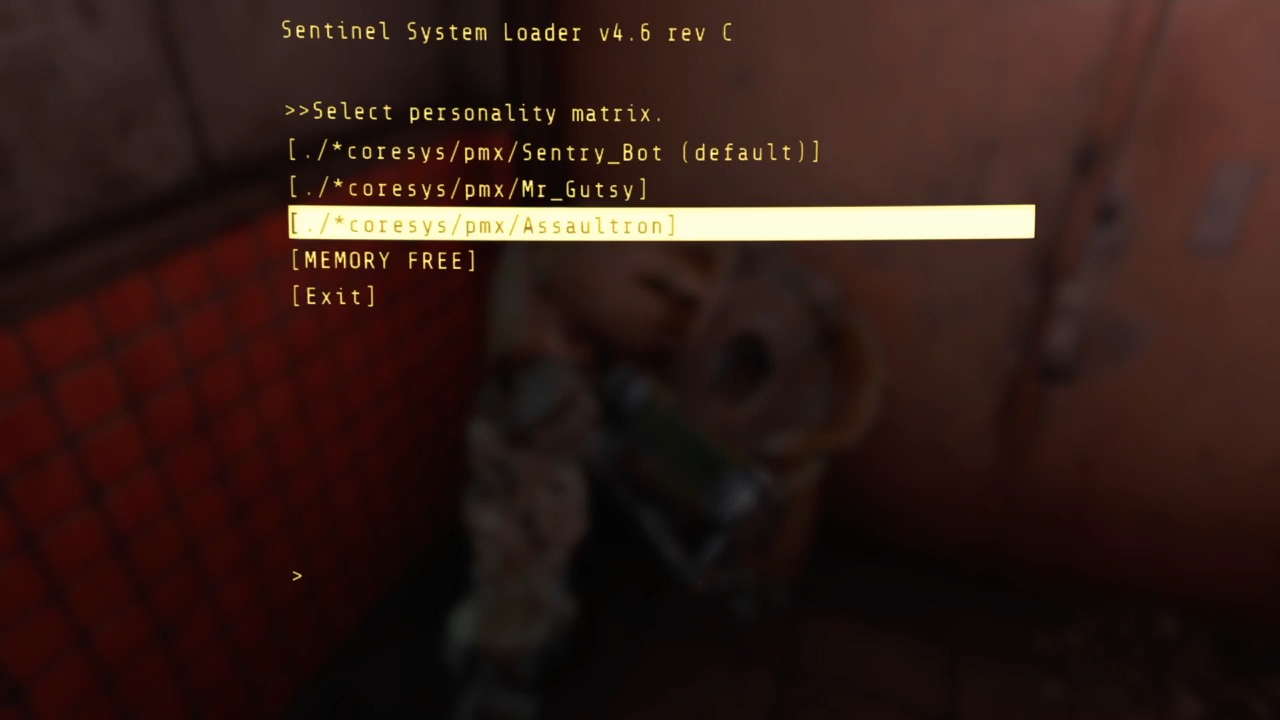 Sentinel System Loader v4.6 rev C
>>Select personality matrix.
[./*coresys/pmx/Sentry_Bot (default)]
[./*coresys/pmx/Mr_Gutsy]
[./*coresys/pmx/Assaultron]
[MEMORY FREE]
[Exit]
>